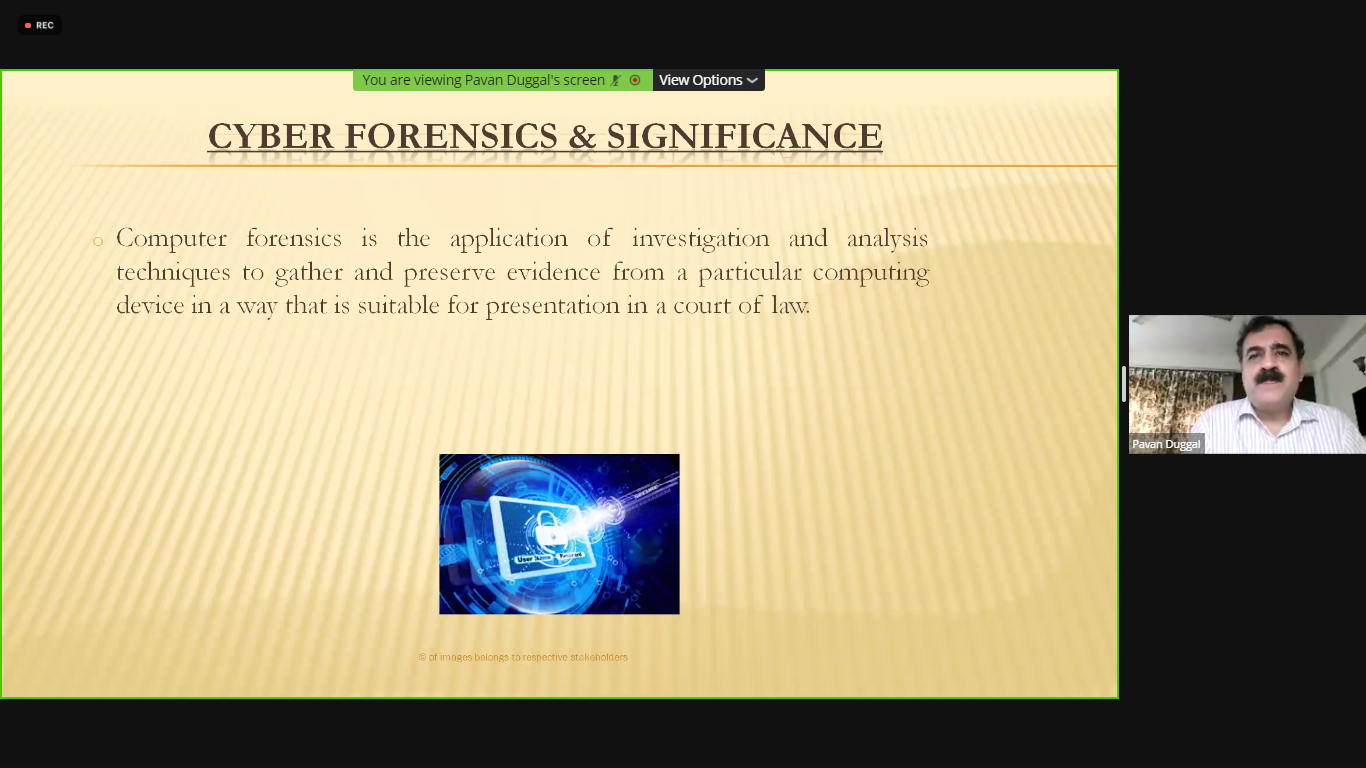 REC
You are viewing Pavan Duggal's screen
View Options
CYBER FORENSICS & SIGNIFICANCE
Computer forensics is the application of investigation and analysis
techniques to gather and preserve evidence from a particular computing
device in a way that is suitable for presentation in a court of law.
SECURE
User Name Password
© of images belongs to respective stakeholders
Pavan Duggal